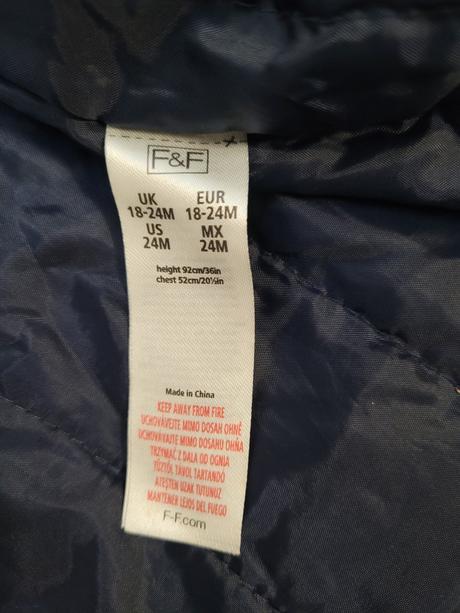 F&F
UK EUR
18-24M 18-24M
US MX
24M 24M
height 92cm/36in
chest 52cm/20½in
Made in China
KEEP AWAY FROM FIRE
UCHOVÁVEJTE MIMO DOSAH OHNĚ
UCHOVÁVAJTE MIMO DOSAHU OHŇA
TRZYMAĆ Z DALA OD OGNIA
TŰZTŐL TÁVOL TARTANDÓ
ATEŞTEN UZAK TUTUNUZ
MANTENER LEJOS DEL FUEGO
F-F.com